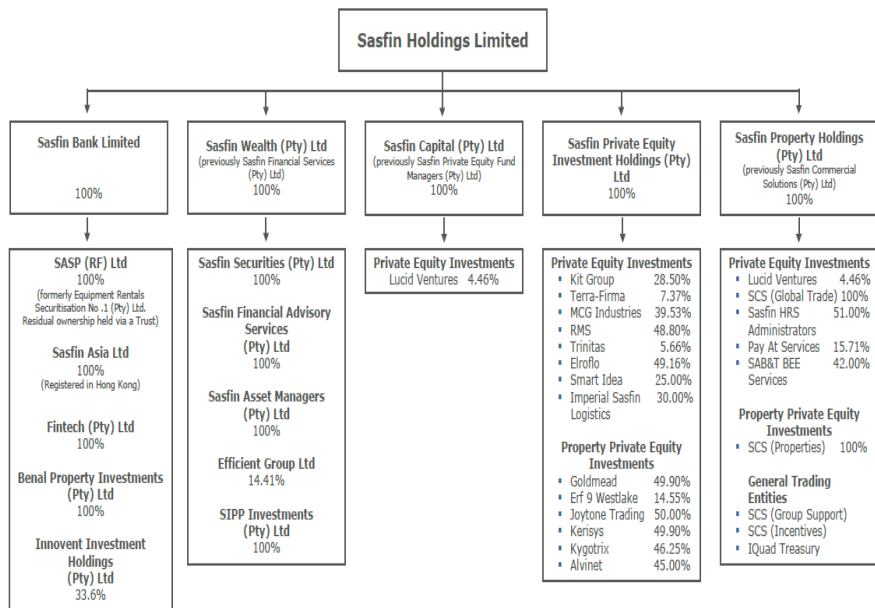 Sasfin Holdings Limited
Sasfin Bank Limited
100%
Sasfin Wealth (Pty) Ltd
(previously Sasfin Financial Services
(Pty) Ltd)
100%
Sasfin Capital (Pty) Ltd
(previously Sasfin Private Equity Fund
Managers (Pty) Ltd)
100%
Sasfin Private Equity
Investment Holdings (Pty)
Ltd
100%
Sasfin Property Holdings
(Pty) Ltd
(previously Sasfin Commercial
Solutions (Pty) Ltd)
100%
SASP (RF) Ltd
100%
(formerly Equipment Rentals
Securitisation No .1 (Pty) Ltd.
Residual ownership held via a Trust)
Sasfin Asia Ltd
100%
(Registered in Hong Kong)
Fintech (Pty) Ltd
100%
Benal Property Investments
(Pty) Ltd
100%
Innovent Investment
Holdings
(Pty) Ltd
33.6%
Sasfin Securities (Pty) Ltd
100%
Sasfin Financial Advisory
Services
(Pty) Ltd
100%
Sasfin Asset Managers
(Pty) Ltd
100%
Efficient Group Ltd
14.41%
SIPP Investments
(Pty) Ltd
100%
Private Equity Investments
Lucid Ventures 4.46%
Private Equity Investments
▪ Kit Group 28.50%
▪ Terra-Firma 7.37%
▪ MCG Industries 39.53%
▪ RMS 48.80%
▪ Trinitas 5.66%
▪ Elroflo 49.16%
▪ Smart Idea 25.00%
▪ Imperial Sasfin 30.00%
Logistics
Property Private Equity
Investments
▪ Goldmead 49.90%
▪ Erf 9 Westlake 14.55%
▪ Joytone Trading 50.00%
▪ Kerisys 49.90%
▪ Kygotrix 46.25%
▪ Alvinet 45.00%
Private Equity Investments
▪ Lucid Ventures 4.46%
▪ SCS (Global Trade) 100%
▪ Sasfin HRS 51.00%
Administrators
▪ Pay At Services 15.71%
▪ SAB&T BEE 42.00%
Services
Property Private Equity
Investments
▪ SCS (Properties) 100%
General Trading
Entities
▪ SCS (Group Support)
▪ SCS (Incentives)
▪ IQuad Treasury